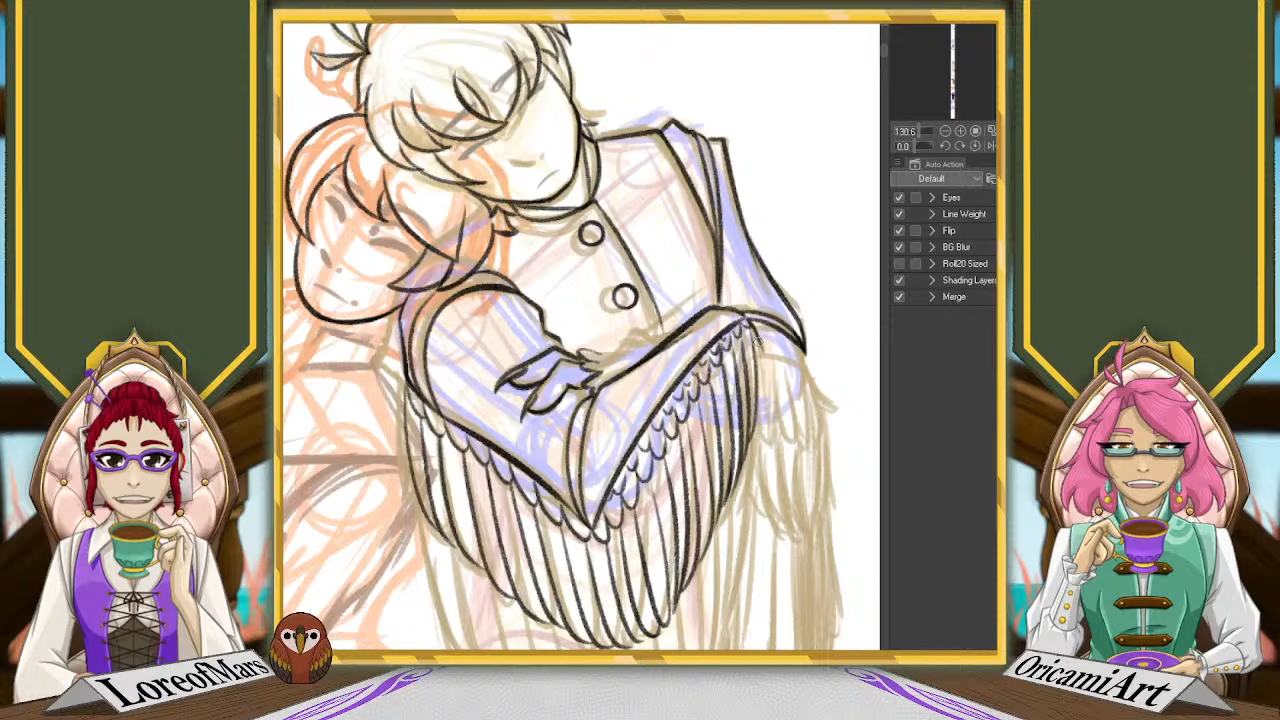 130.6
0.0
Auto Action
Default
Eyes
Line Weight
Flip
BG Blur
Roll20 Sized
Shading Layers
Merge
LoreofMars
OricamiArt